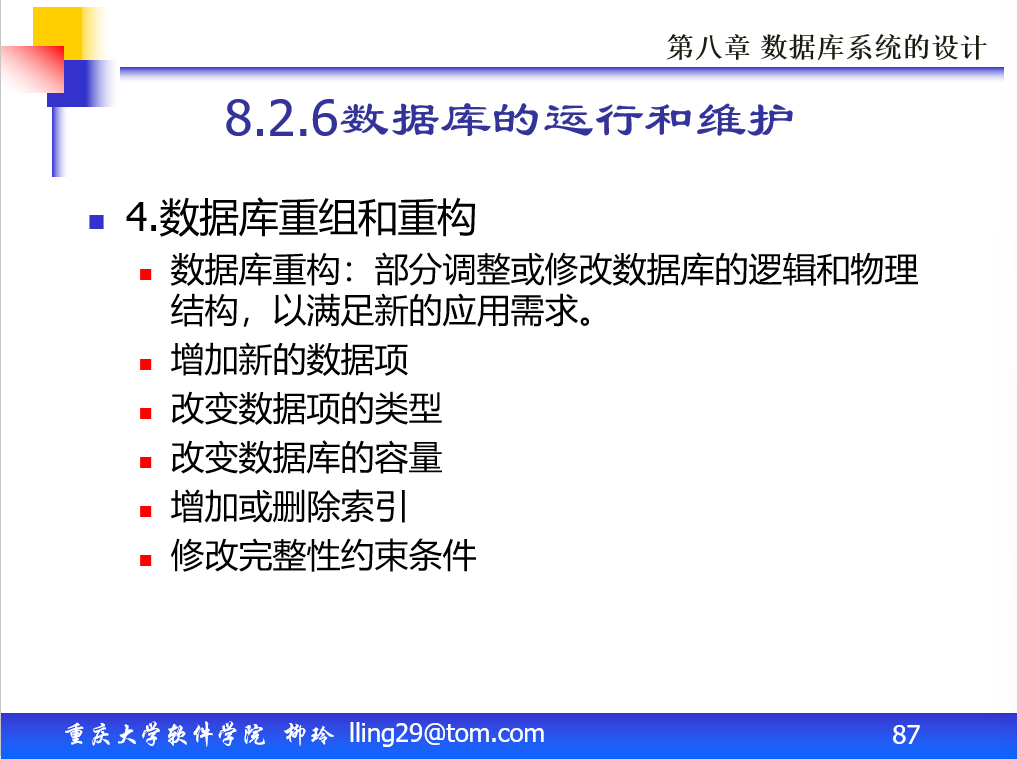 第八章 数据库系统的设计
8.2.6数据库的运行和维护
4.数据库重组和重构
数据库重构：部分调整或修改数据库的逻辑和物理
结构，以满足新的应用需求。
增加新的数据项
改变数据项的类型
改变数据库的容量
增加或删除索引
修改完整性约束条件
重庆大学软件学院 柳玲 lling29@tom.com 87